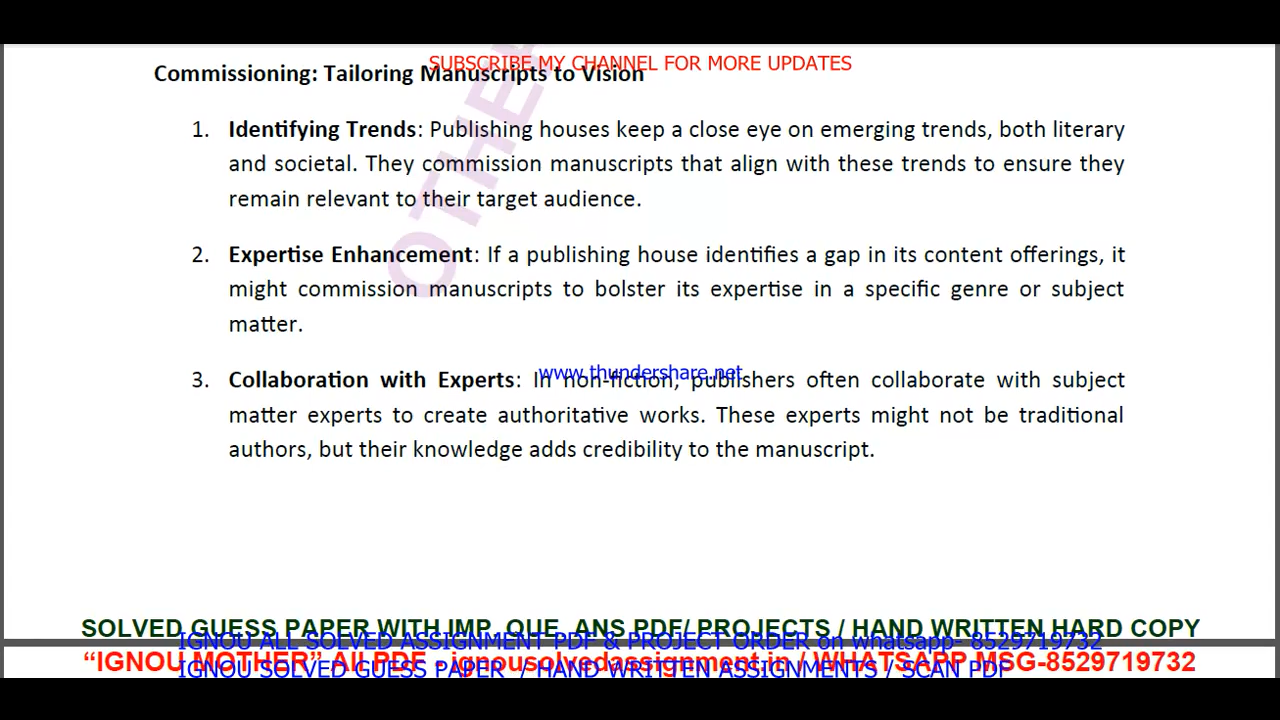 SUBSCRIBE MY CHANNEL FOR MORE UPDATES
Commissioning: Tailoring Manuscripts to Vision
1. Identifying Trends: Publishing houses keep a close eye on emerging trends, both literary
and societal. They commission manuscripts that align with these trends to ensure they
remain relevant to their target audience.
2. Expertise Enhancement: If a publishing house identifies a gap in its content offerings, it
might commission manuscripts to bolster its expertise in a specific genre or subject
matter.
www.thundershare.net
3. Collaboration with Experts: In non-fiction, publishers often collaborate with subject
matter experts to create authoritative works. These experts might not be traditional
authors, but their knowledge adds credibility to the manuscript.
SOLVED GUESS PAPER WITH IMP. QUE. ANS PDF/ PROJECTS / HAND WRITTEN HARD COPY
IGNOU ALL SOLVED ASSIGNMENT PDF & PROJECT ORDER on whatsapp- 8529719732
“IGNOU MOTHER” All PDF - ignousolvedassignment.in / WHATSAPP MSG-8529719732
IGNOU SOLVED GUESS PAPER / HAND WRITTEN ASSIGNMENTS / SCAN PDF